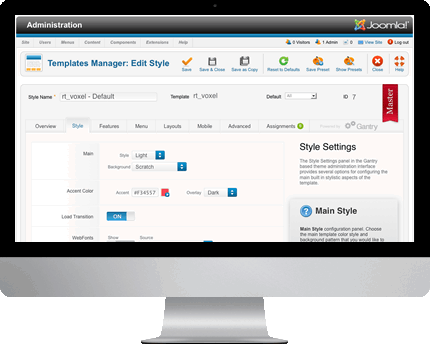 Administration
Joomla!
Site Users Menus Content Components Extensions Help
0 Visitors 1 Admin 0 View Site Log out
Templates Manager: Edit Style
Save Save & Close Save as Copy Reset to Defaults Save Preset Show Presets Close Help
Style Name * rt_voxel - Default Template rt_voxel Default All ID 7
Master
Overview Style Features Menu Layouts Mobile Advanced Assignments Gantry
Main Style Light
Background Scratch
Accent Color Accent #F34557 Overlay Dark
Load Transition ON
WebFonts Show Source
Style Settings
The Style Settings panel in the Gantry
based theme administration interface
provides several options for configuring the
main built in stylistic aspects of the
template.
Main Style
Main Style configuration panel. Choose
the main template color style and
background pattern that you would like to